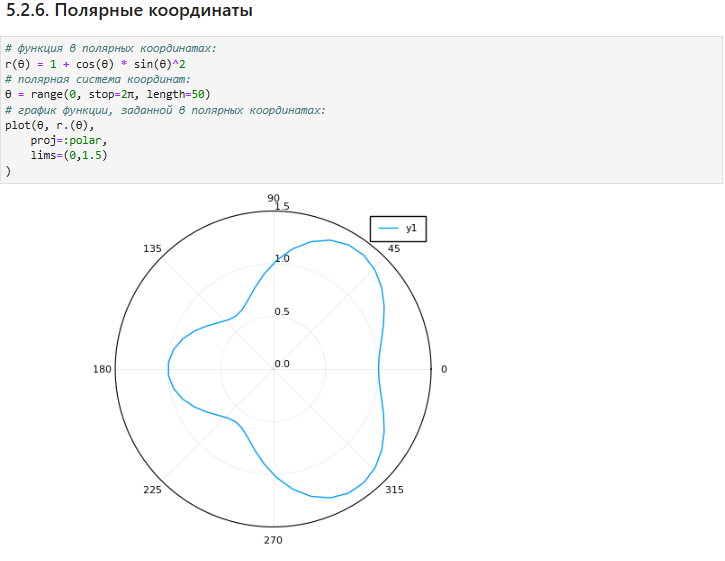 5.2.6. Полярные координаты
# функция в полярных координатах:
r(θ) = 1 + cos(θ) * sin(θ)^2
# полярная система координат:
θ = range(0, stop=2π, length=50)
# график функции, заданной в полярных координатах:
plot(θ, r.(θ),
proj=:polar,
lims=(0,1.5)
)
90
1.5
y1
135
45
1.0
0.5
180
0.0
0
225
315
270